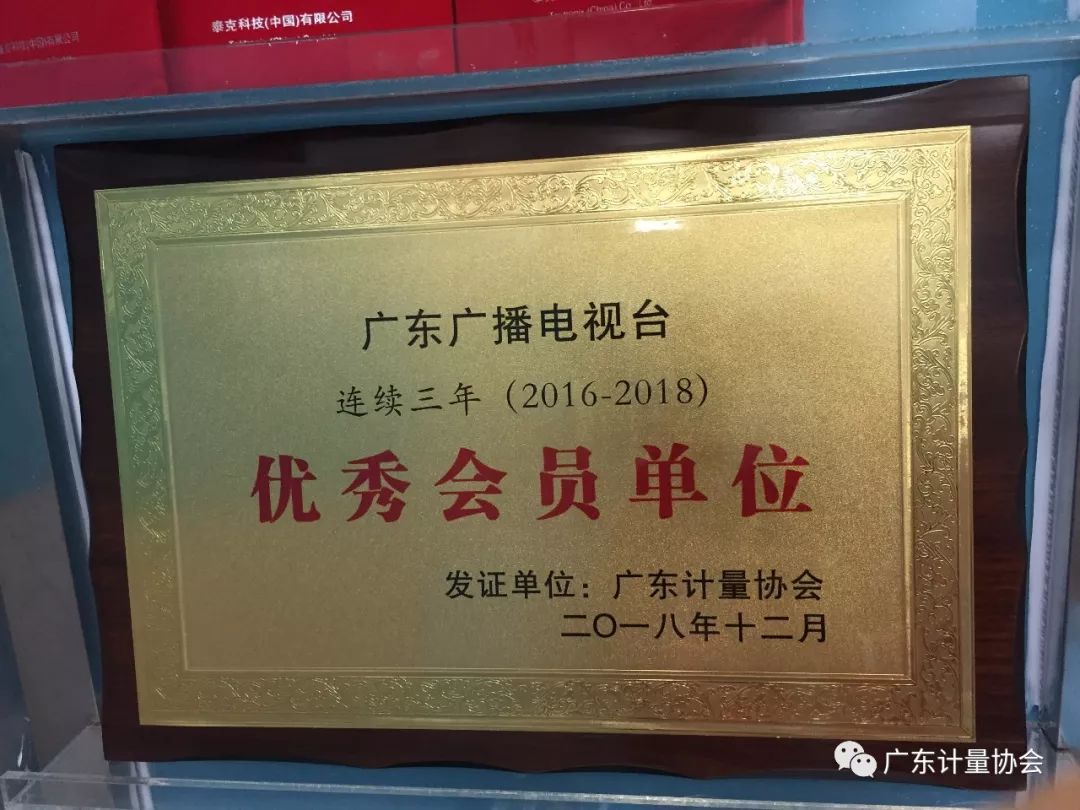 泰克科技(中国)有限公司
广东广播电视台
连续三年（2016-2018）
优秀会员单位
发证单位：广东计量协会
二〇一八年十二月
广东计量协会